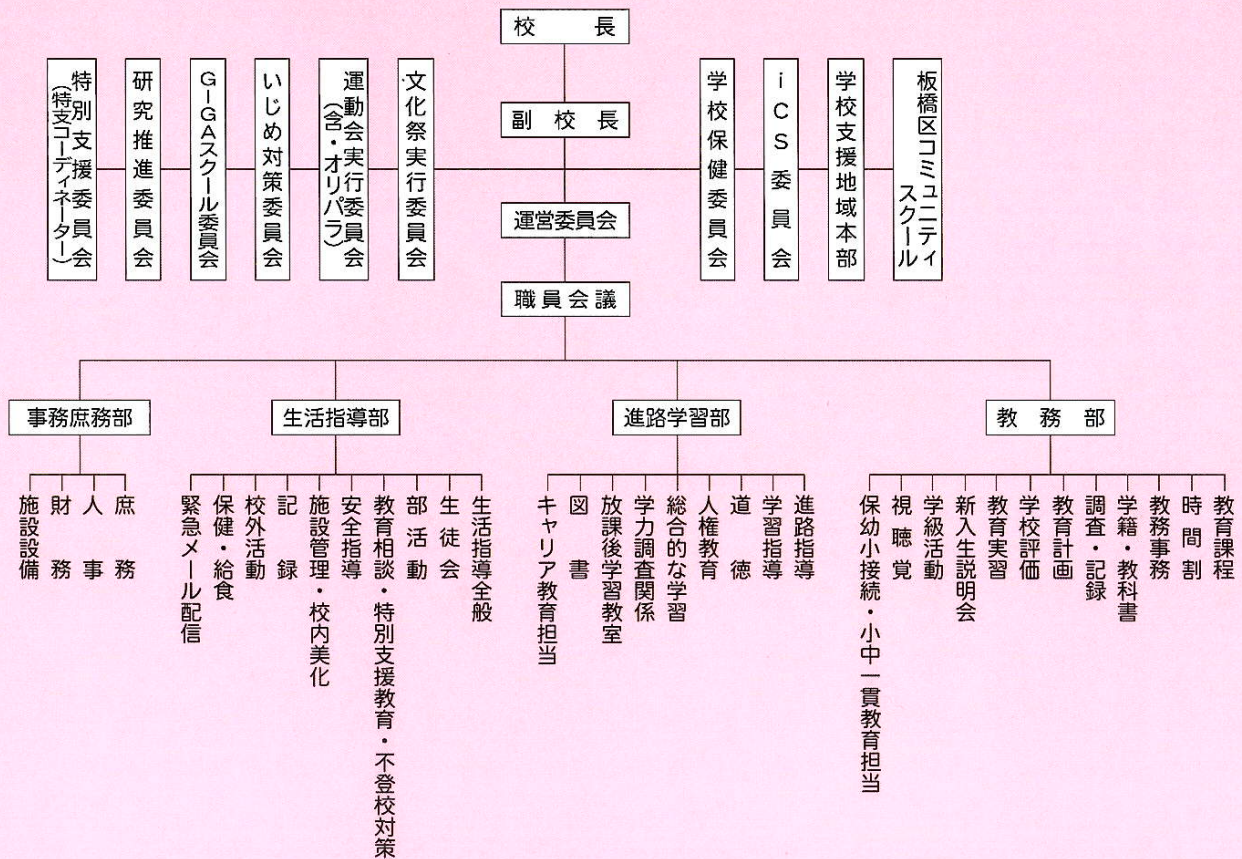 校長
副校長
運営委員会
職員会議
特別支援委員会
(特支コーディネーター)
研究推進委員会
GIGAスクール委員会
いじめ対策委員会
運動会実行委員会
(含・オリパラ)
文化祭実行委員会
学校保健委員会
iCS委員会
学校支援地域本部
板橋区コミュニティ
スクール
事務庶務部
生活指導部
進路学習部
教務部
施設設備
財務
人事
庶務
緊急メール配信
保健・給食
校外活動
記録
施設管理・校内美化
安全指導
教育相談・特別支援教育・不登校対策
部活動
生徒会
生活指導全般
キャリア教育担当
図書
放課後学習教室
学力調査関係
総合的な学習
人権教育
道徳
学習指導
進路指導
保幼小接続・小中一貫教育担当
視聴覚
学級活動
新入生説明会
教育実習
学校評価
教育計画
調査・記録
学籍・教科書
教務事務
時間割
教育課程